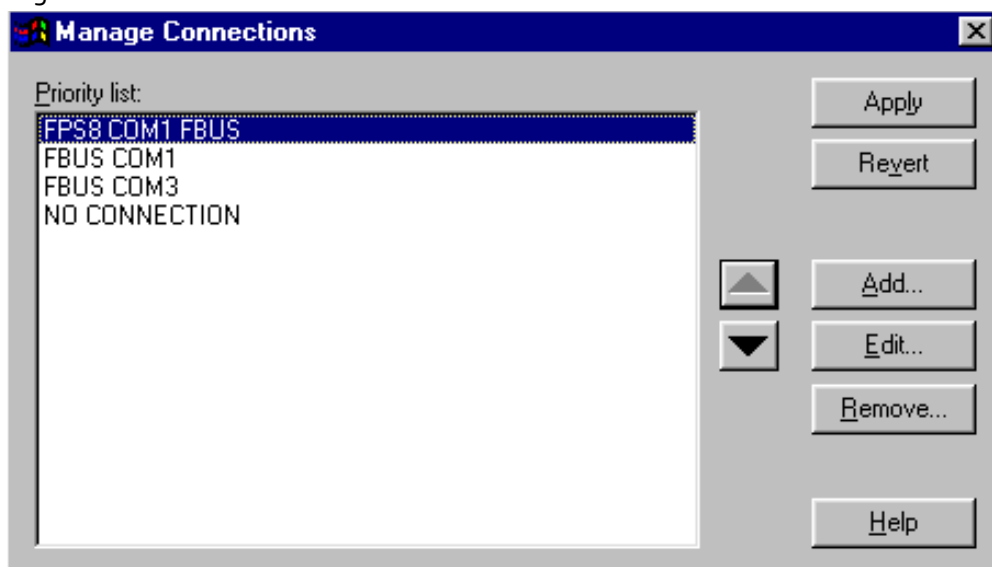 Manage Connections
Priority list:
FPS8 COM1 FBUS
FBUS COM1
FBUS COM3
NO CONNECTION
Apply
Revert
Add...
Edit...
Remove...
Help